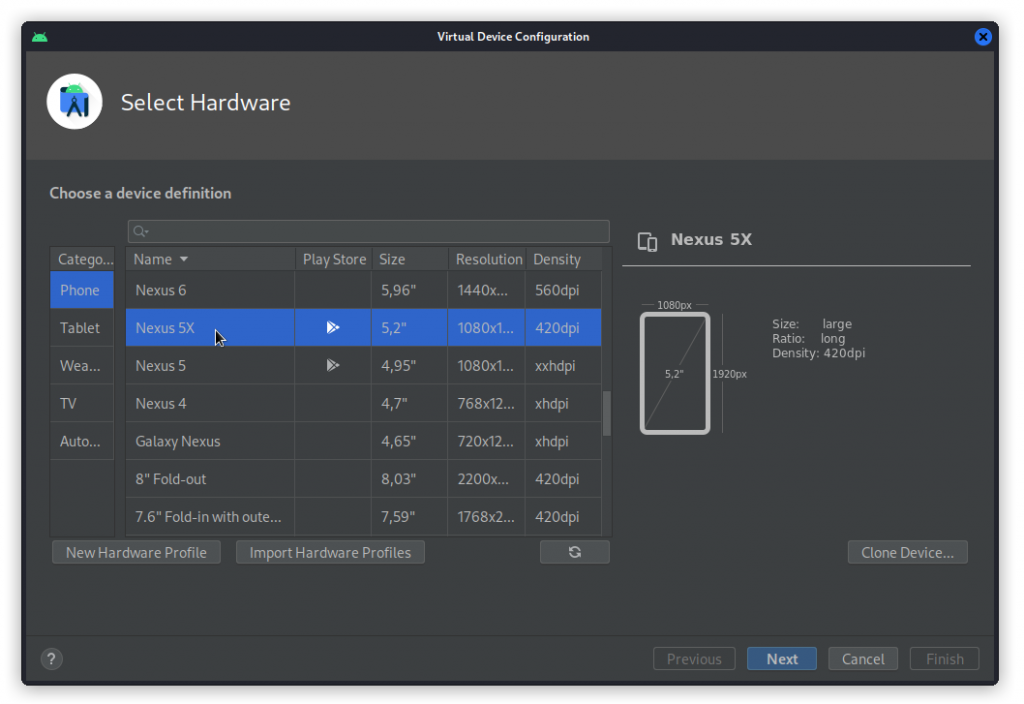 Virtual Device Configuration
Select Hardware
Choose a device definition
Catego... Name Play Store Size Resolution Density
Phone Nexus 6 5,96" 1440x... 560dpi
Tablet Nexus 5X 5,2" 1080x1... 420dpi
Wea... Nexus 5 4,95" 1080x1... xxhdpi
TV Nexus 4 4,7" 768x12... xhdpi
Auto... Galaxy Nexus 4,65" 720x12... xhdpi
8" Fold-out 8,03" 2200x... 420dpi
7.6" Fold-in with oute... 7,59" 1768x2... 420dpi
New Hardware Profile Import Hardware Profiles
Nexus 5X
1080px
5,2" 1920px
Size: large
Ratio: long
Density: 420dpi
Clone Device...
? Previous Next Cancel Finish